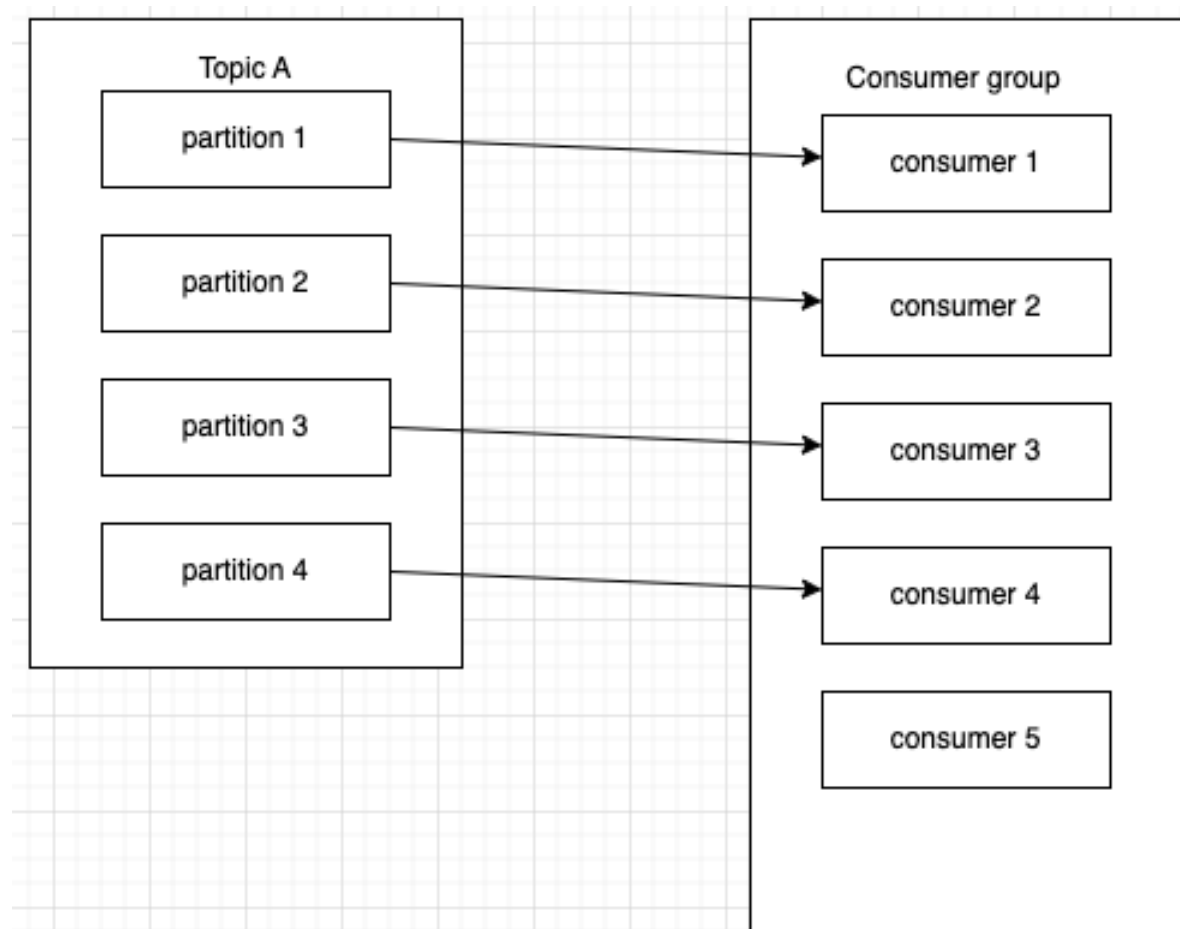 Topic A
partition 1
partition 2
partition 3
partition 4
Consumer group
consumer 1
consumer 2
consumer 3
consumer 4
consumer 5